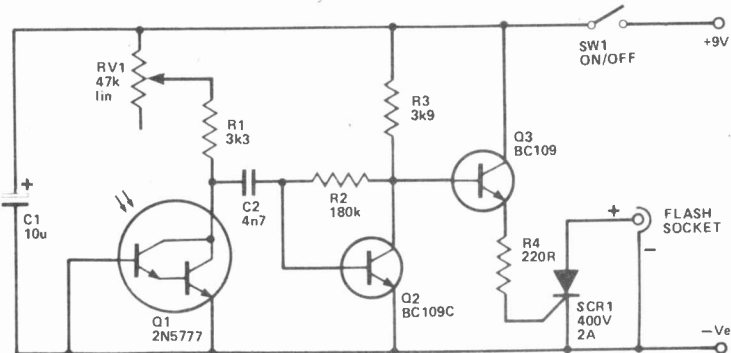 RV1
47k
lin
R1
3k3
R3
3k9
SW1
ON/OFF
+9V
Q3
BC109
+
C1
10u
C2
4n7
R2
180k
R4
220R
+
FLASH
SOCKET
−
Q1
2N5777
Q2
BC109C
SCR1
400V
2A
−Ve